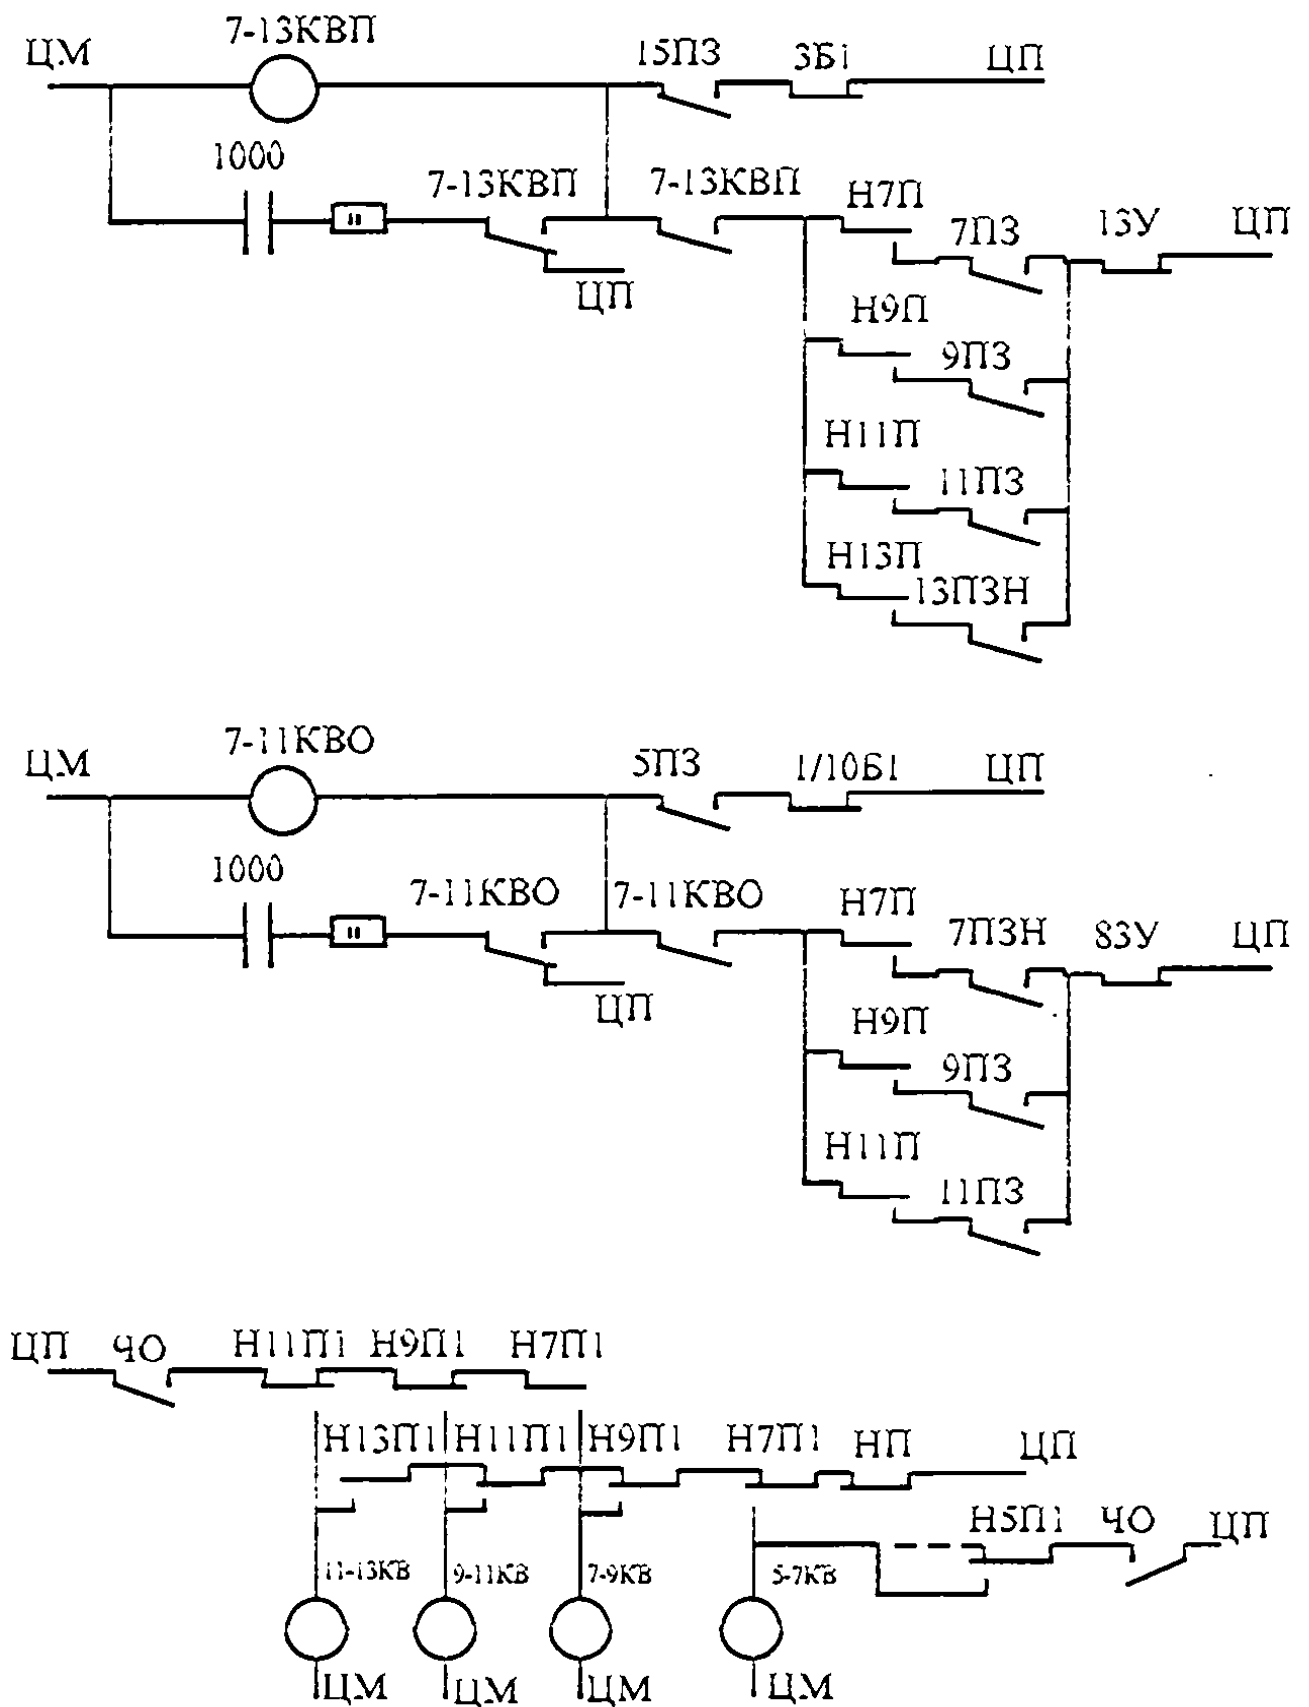 7-13КВП
ЦМ
15ПЗ
3Б1
ЦП
1000
7-13КВП
7-13КВП
Н7П
7ПЗ
13У
ЦП
ЦП
Н9П
9ПЗ
Н11П
11ПЗ
Н13П
13ПЗН
7-11КВО
ЦМ
5ПЗ
1/10Б1
ЦП
1000
7-11КВО
7-11КВО
Н7П
7ПЗН
83У
ЦП
ЦП
Н9П
9ПЗ
Н11П
11ПЗ
ЦП
ЧО
Н11П1
Н9П1
Н7П1
Н13П1
Н11П1
Н9П1
Н7П1
НП
ЦП
Н5П1
ЧО
ЦП
11-13КВ
9-11КВ
7-9КВ
5-7КВ
ЦМ
ЦМ
ЦМ
ЦМ